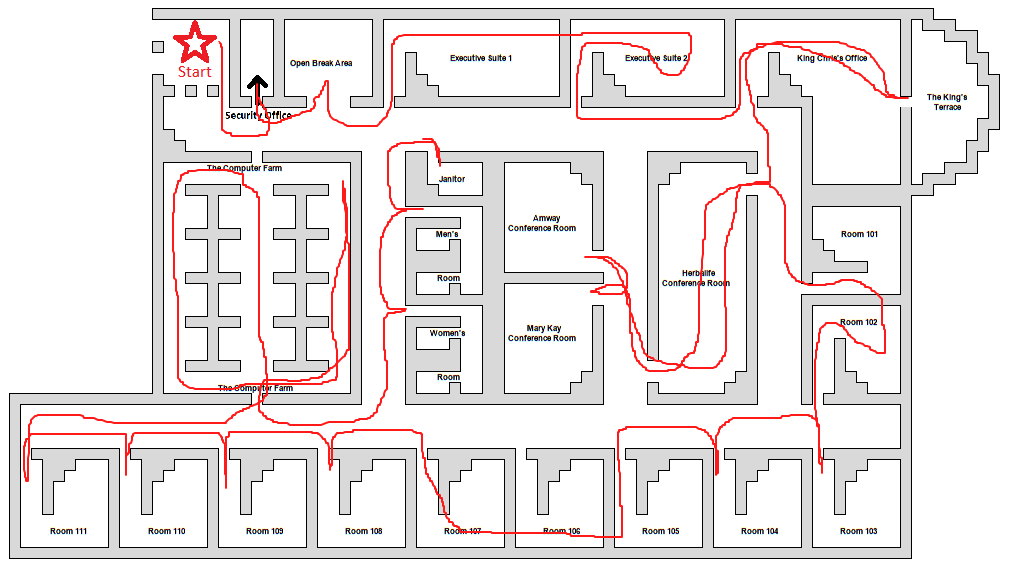 Start
Open Break Area
Executive Suite 1
Executive Suite 2
King Chris's Office
The King's
Terrace
Security Office
The Computer Farm
Janitor
Amway
Conference Room
Room 101
Men's
Room
Herbalife
Conference Room
Mary Kay
Conference Room
Room 102
Women's
Room
The Computer Farm
Room 111
Room 110
Room 109
Room 108
Room 107
Room 106
Room 105
Room 104
Room 103